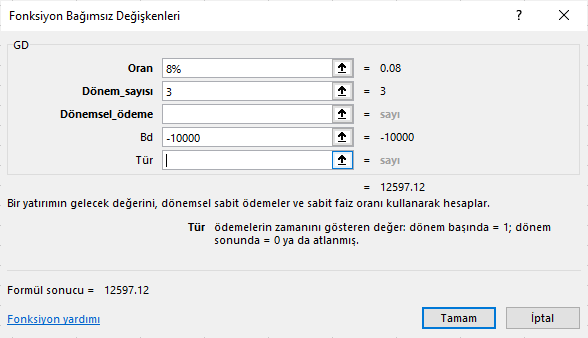 Fonksiyon Bağımsız Değişkenleri ? ×
GD
Oran 8% = 0.08
Dönem_sayısı 3 = 3
Dönemsel_ödeme = sayı
Bd -10000 = -10000
Tür = sayı
= 12597.12
Bir yatırımın gelecek değerini, dönemsel sabit ödemeler ve sabit faiz oranı kullanarak hesaplar.
Tür ödemelerin zamanını gösteren değer: dönem başında = 1; dönem
sonunda = 0 ya da atlanmış.
Formül sonucu = 12597.12
Fonksiyon yardımı Tamam İptal